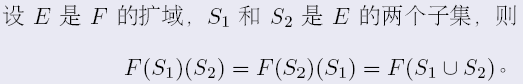 设 E 是 F 的扩域，S₁ 和 S₂ 是 E 的两个子集，则
F(S₁)(S₂) = F(S₂)(S₁) = F(S₁ ∪ S₂)。